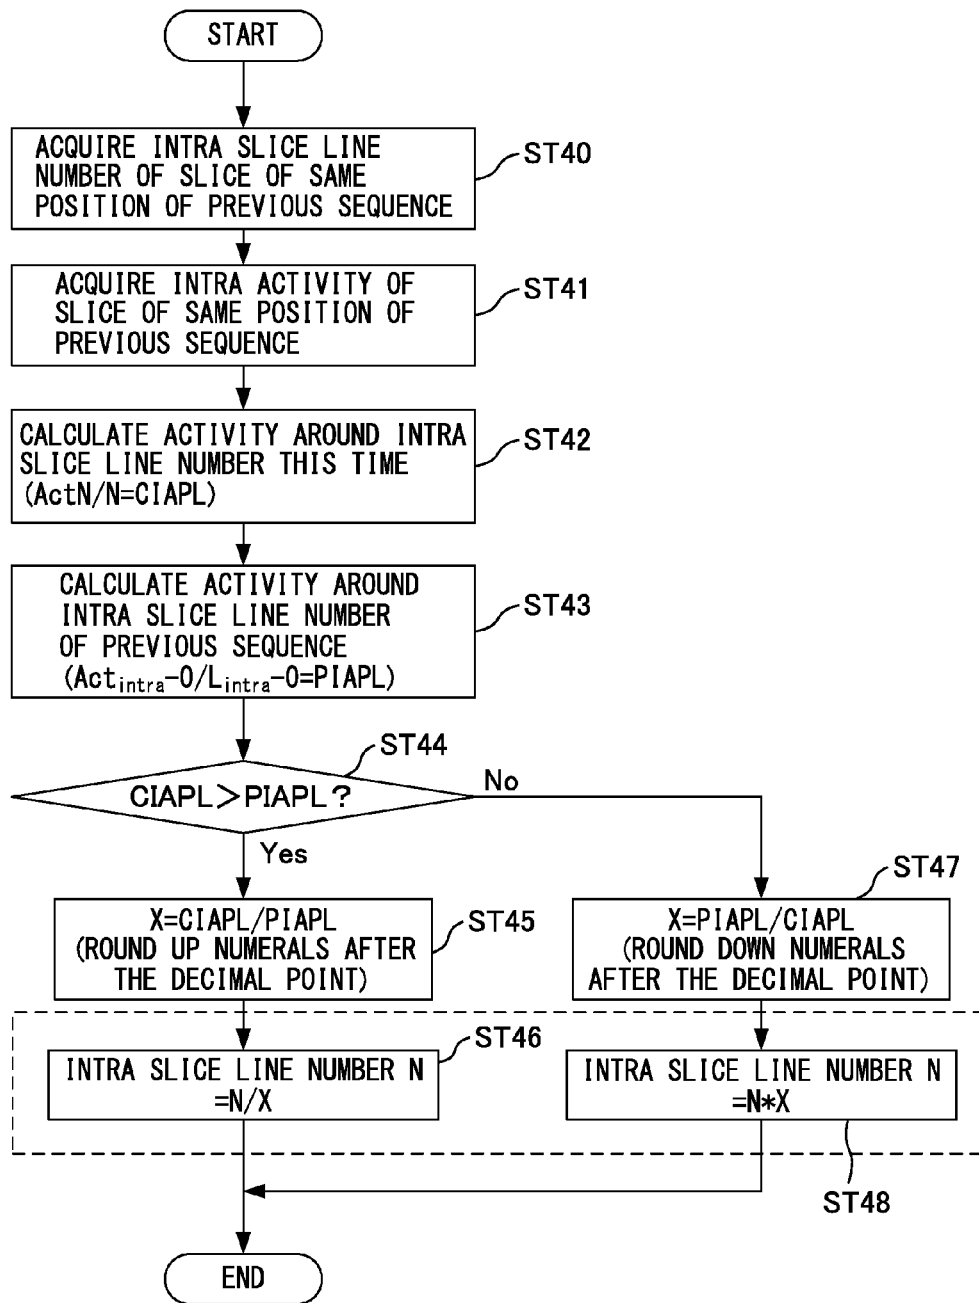 START
ACQUIRE INTRA SLICE LINE
NUMBER OF SLICE OF SAME
POSITION OF PREVIOUS SEQUENCE
ST40
ACQUIRE INTRA ACTIVITY OF
SLICE OF SAME POSITION OF
PREVIOUS SEQUENCE
ST41
CALCULATE ACTIVITY AROUND INTRA
SLICE LINE NUMBER THIS TIME
(ActN/N=CIAPL)
ST42
CALCULATE ACTIVITY AROUND
INTRA SLICE LINE NUMBER
OF PREVIOUS SEQUENCE
(Actintra-0/Lintra-0=PIAPL)
ST43
ST44
CIAPL>PIAPL?
No
Yes
X=CIAPL/PIAPL
(ROUND UP NUMERALS AFTER
THE DECIMAL POINT)
ST45
ST47
X=PIAPL/CIAPL
(ROUND DOWN NUMERALS
AFTER THE DECIMAL POINT)
ST46
INTRA SLICE LINE NUMBER N
=N/X
INTRA SLICE LINE NUMBER N
=N*X
ST48
END